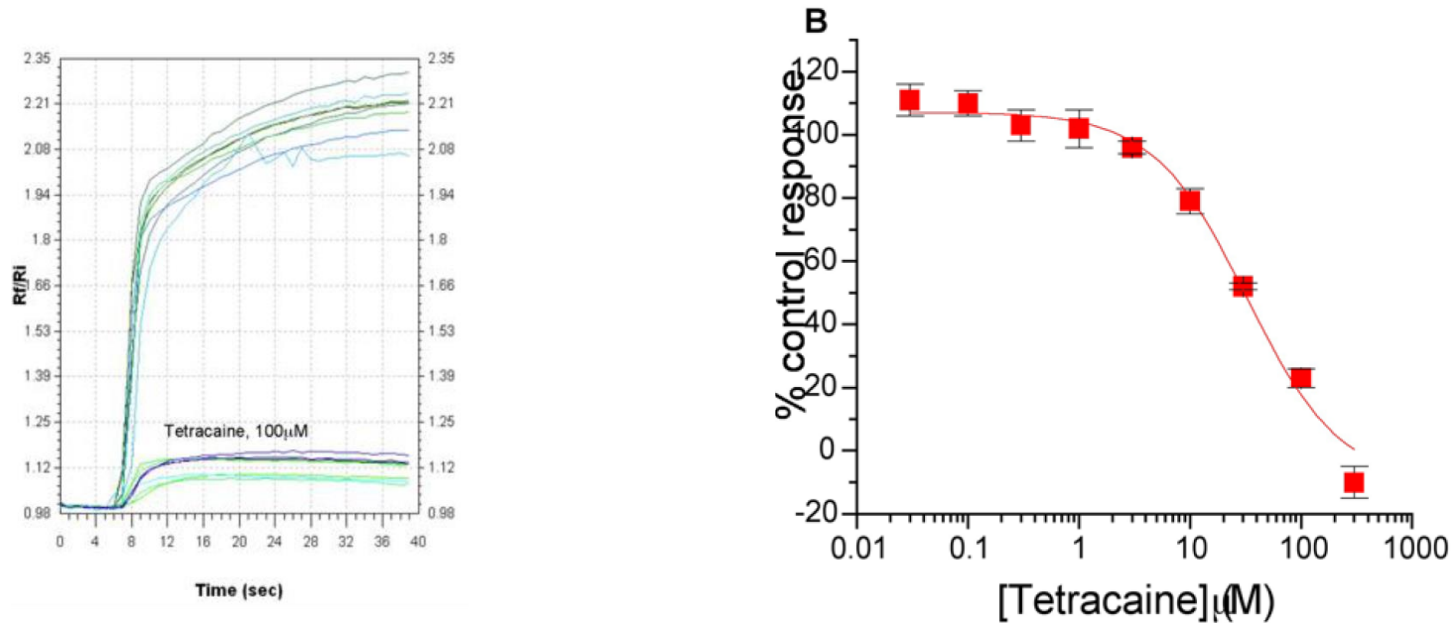 2.35 2.35
2.21 2.21
2.08 2.08
1.94 1.94
1.8 1.8
1.66 1.66
1.53 1.53
1.39 1.39
1.25 1.25
1.12 1.12
0.98 0.98
Rf/Ri
Tetracaine, 100μM
0 4 8 12 16 20 24 28 32 36 40
Time (sec)
B
120
100
80
60
40
20
0
-20
% control response
0.01 0.1 1 10 100 1000
[Tetracaine] μ(M)